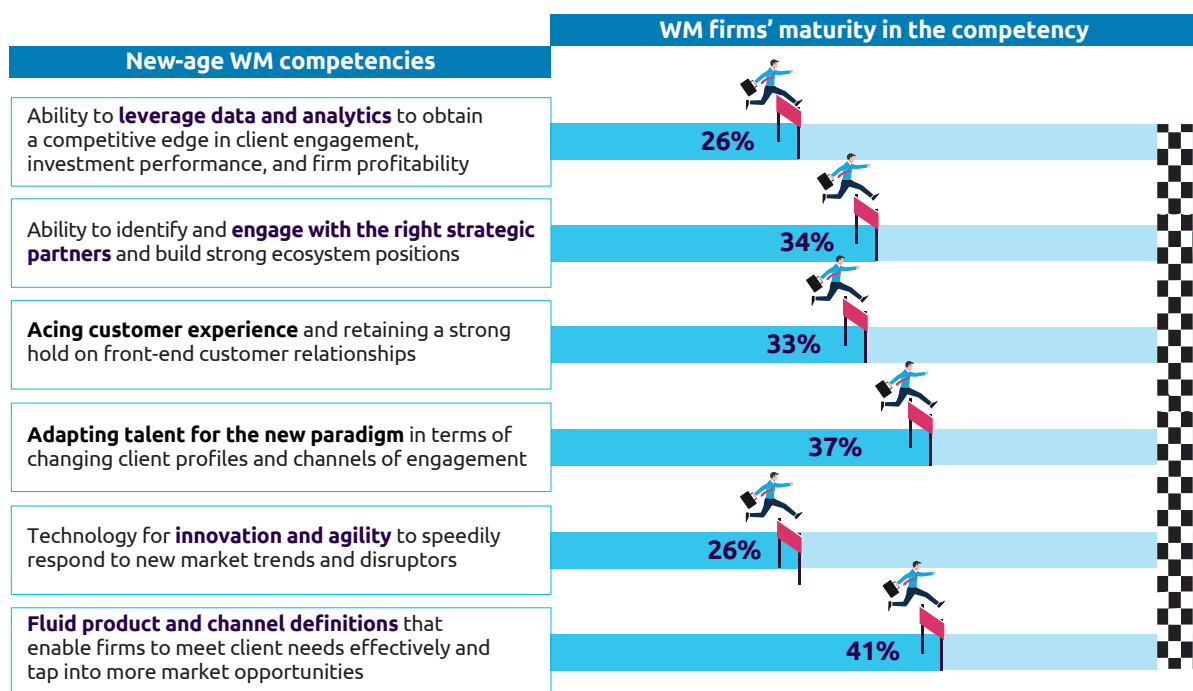 WM firms’ maturity in the competency
New-age WM competencies
Ability to leverage data and analytics to obtain
a competitive edge in client engagement,
investment performance, and firm profitability
26%
Ability to identify and engage with the right strategic
partners and build strong ecosystem positions
34%
Acing customer experience and retaining a strong
hold on front-end customer relationships
33%
Adapting talent for the new paradigm in terms of
changing client profiles and channels of engagement
37%
Technology for innovation and agility to speedily
respond to new market trends and disruptors
26%
Fluid product and channel definitions that
enable firms to meet client needs effectively and
tap into more market opportunities
41%